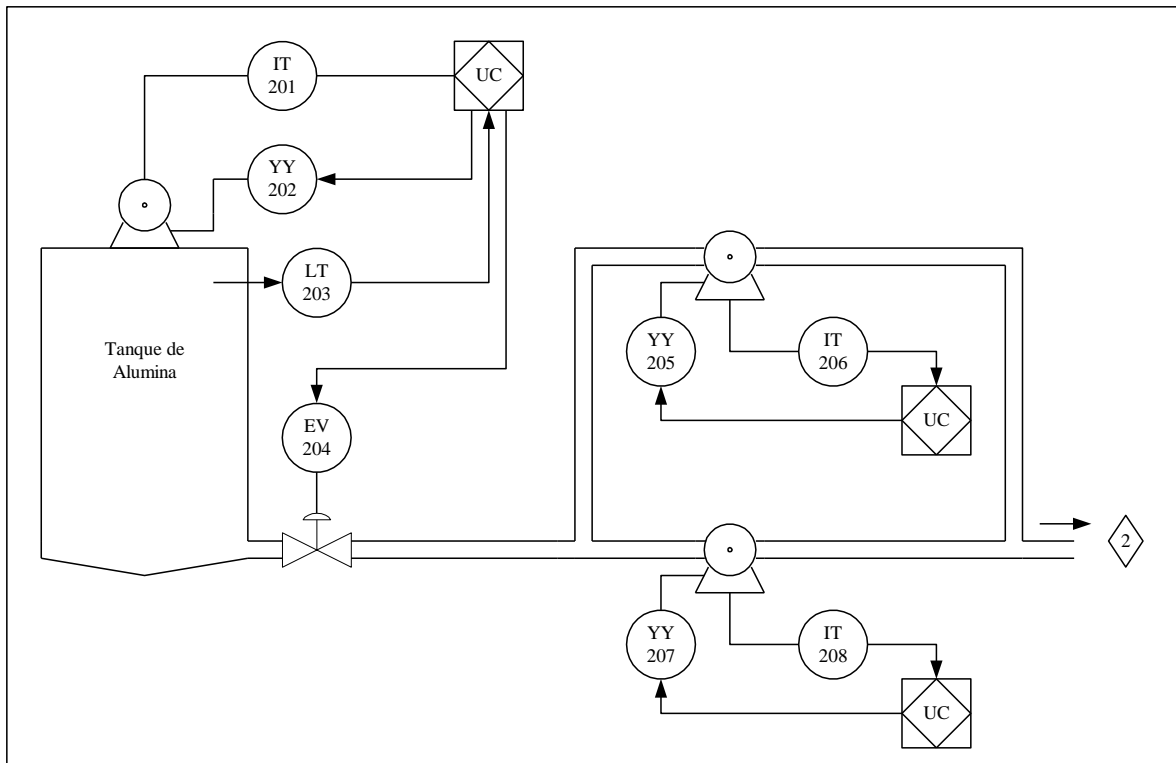 IT
201
UC
YY
202
LT
203
Tanque de
Alumina
EV
204
YY
205
IT
206
UC
2
YY
207
IT
208
UC